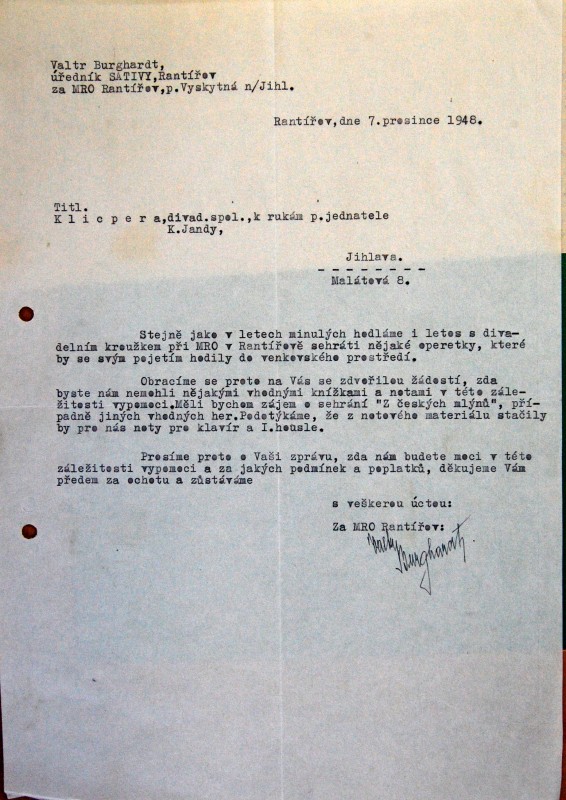 Valtr Burghardt,
úředník SATIVY,Rantířov
za MRO Rantířov,p.Vyskytná n/Jihl.
Rantířov,dne 7.prosince 1948.
Titl.
K l i c p e r a,divad.spol.,k rukám p.jednatele
K.Jandy,
Jihlava.
Malátová 8.
Stejně jako v letech minulých hodláme i letos s diva-
delním kroužkem při MRO v Rantířově sehráti nějaké operetky, které
by se svým pojetím hodily do venkovského prostředí.
Obracíme se proto na Vás se zdvořilou žádostí, zda
byste nám nemohli nějakými vhodnými knížkami a notami v této zále-
žitosti vypomoci.Měli bychom zájem o sehrání "Z českých mlýnů", pří-
padně jiných vhodných her.Podotýkáme, že z notového materiálu stačily
by pro nás noty pro klavír a I.housle.
Prosíme proto o Vaši zprávu, zda nám budete moci v této
záležitosti vypomoci a za jakých podmínek a poplatků, děkujeme Vám
předem za ochotu a zůstáváme
s veškerou úctou:
Za MRO Rantířov:
Burghardt